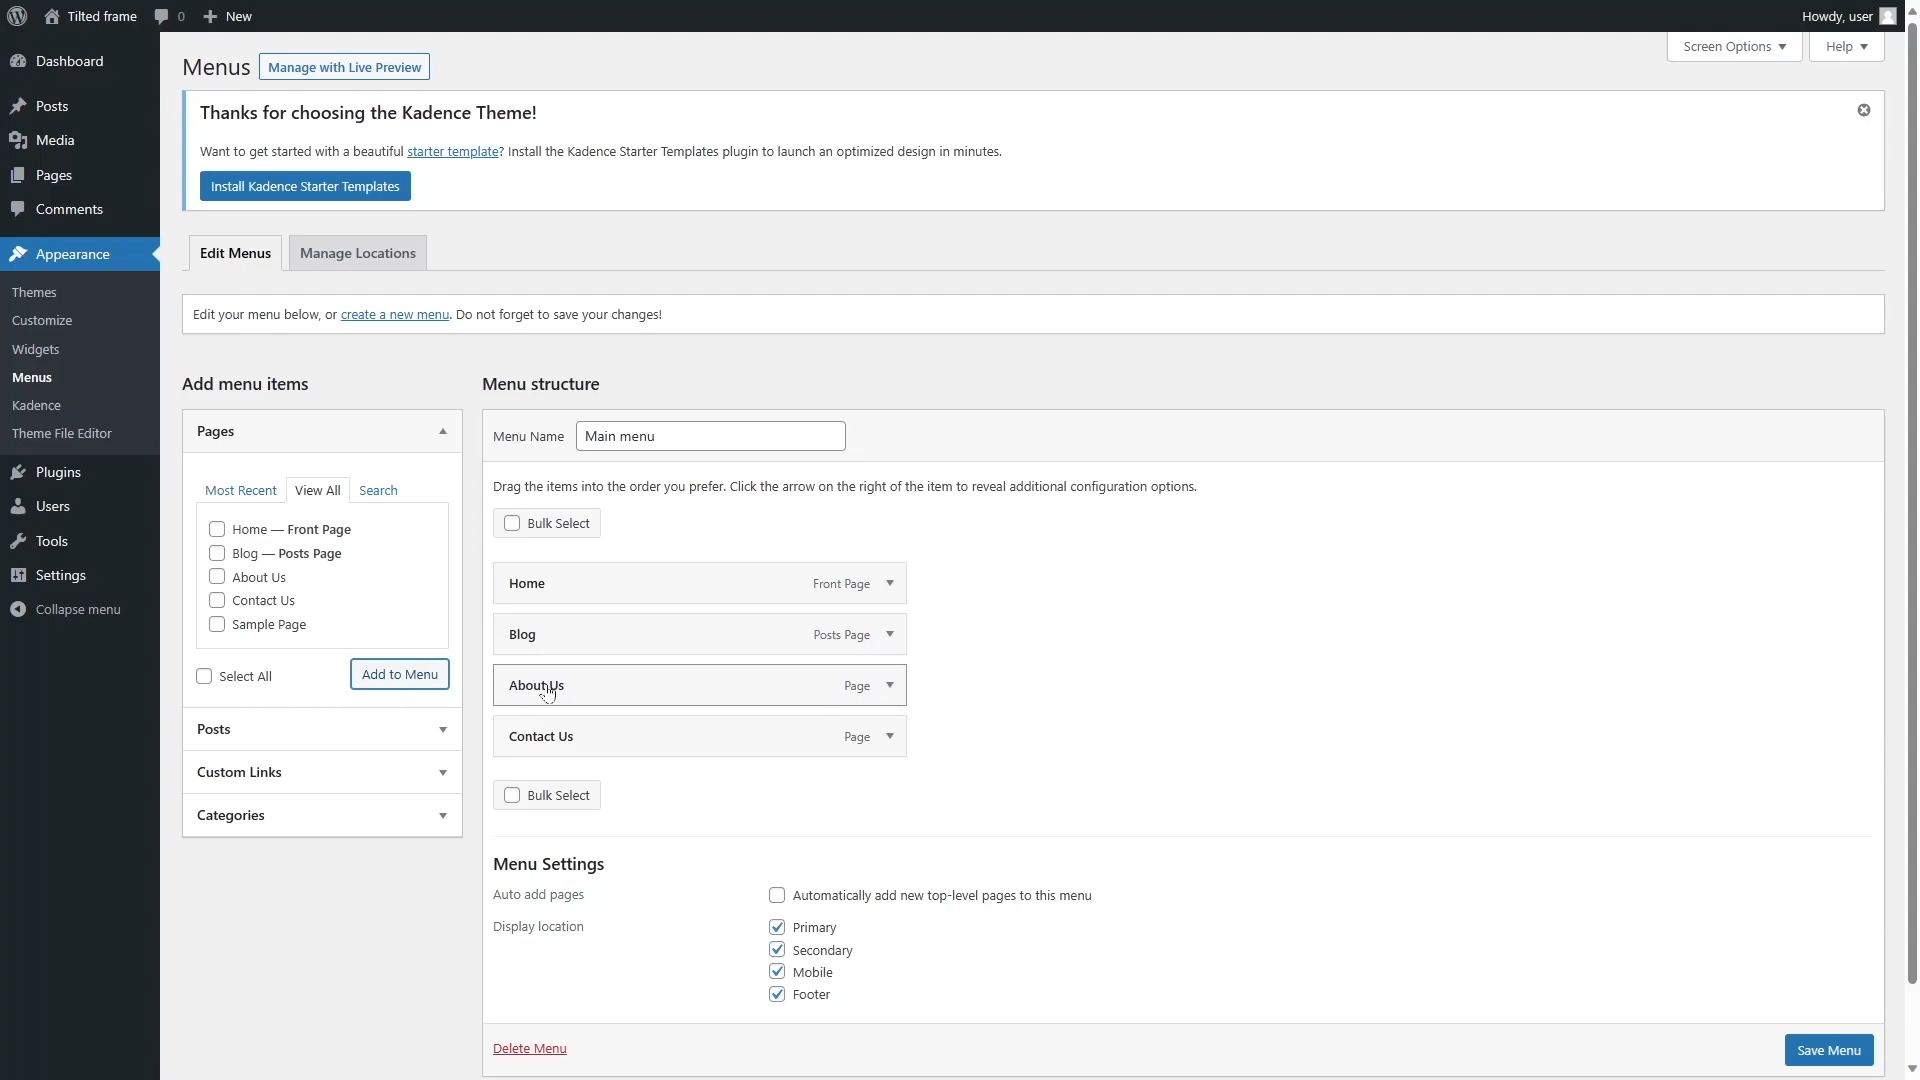 Tilted frame
0
New
Howdy, user
Dashboard
Posts
Media
Pages
Comments
Appearance
Themes
Customize
Widgets
Menus
Kadence
Theme File Editor
Plugins
Users
Tools
Settings
Collapse menu
Screen Options
Help
Menus
Manage with Live Preview
Thanks for choosing the Kadence Theme!
Want to get started with a beautiful starter template? Install the Kadence Starter Templates plugin to launch an optimized design in minutes.
Install Kadence Starter Templates
Edit Menus
Manage Locations
Edit your menu below, or create a new menu. Do not forget to save your changes!
Add menu items
Pages
Most Recent
View All
Search
Home — Front Page
Blog — Posts Page
About Us
Contact Us
Sample Page
Select All
Add to Menu
Posts
Custom Links
Categories
Menu structure
Menu Name
Main menu
Drag the items into the order you prefer. Click the arrow on the right of the item to reveal additional configuration options.
Bulk Select
Home
Front Page
Blog
Posts Page
About Us
Page
Contact Us
Page
Bulk Select
Menu Settings
Auto add pages
Automatically add new top-level pages to this menu
Display location
Primary
Secondary
Mobile
Footer
Delete Menu
Save Menu